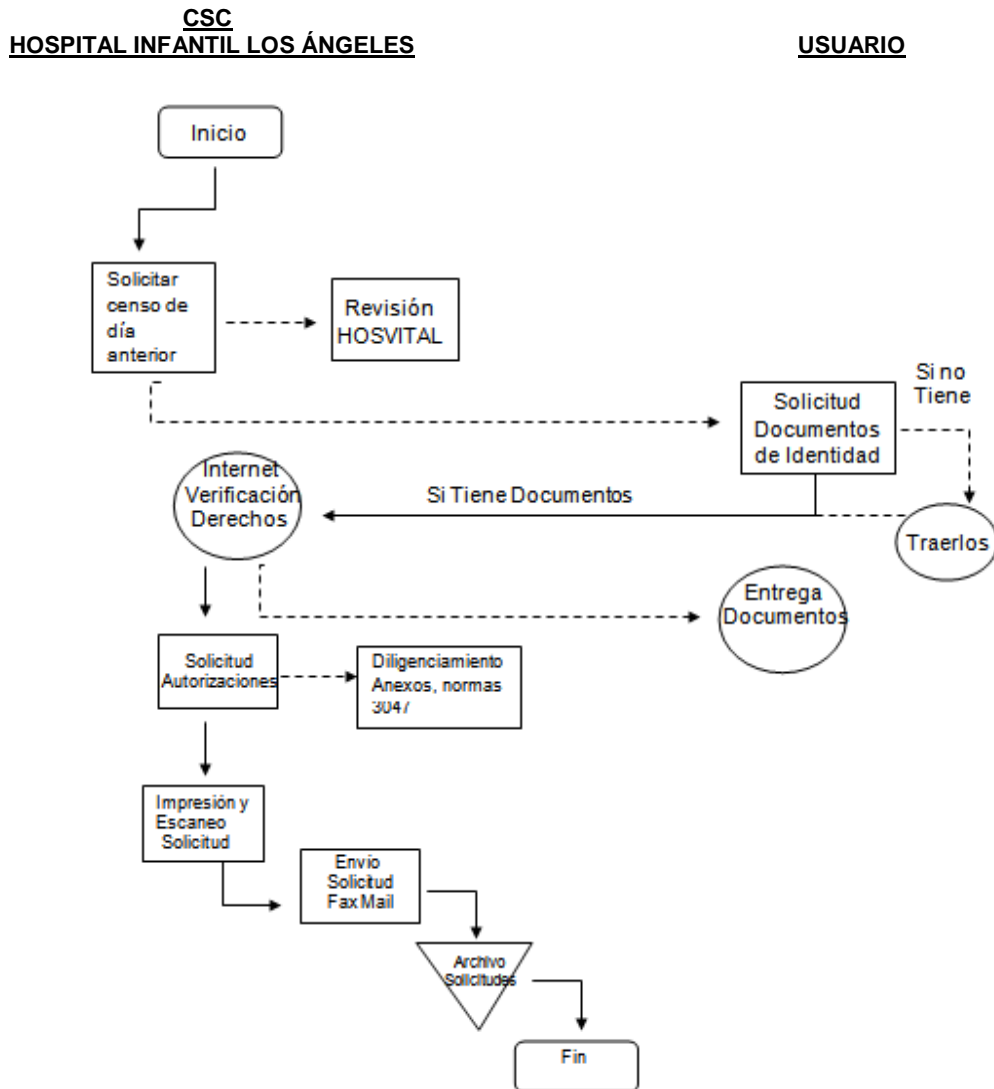 CSC
HOSPITAL INFANTIL LOS ÁNGELES
USUARIO
Inicio
Solicitar
censo de
día
anterior
Revisión
HOSVITAL
Solicitud
Documentos
de Identidad
Si no
Tiene
Internet
Verificación
Derechos
Si Tiene Documentos
Traerlos
Entrega
Documentos
Solicitud
Autorizaciones
Diligenciamiento
Anexos, normas
3047
Impresión y
Escaneo
Solicitud
Envio
Solicitud
Fax Mail
Archivo
Solicitudes
Fin